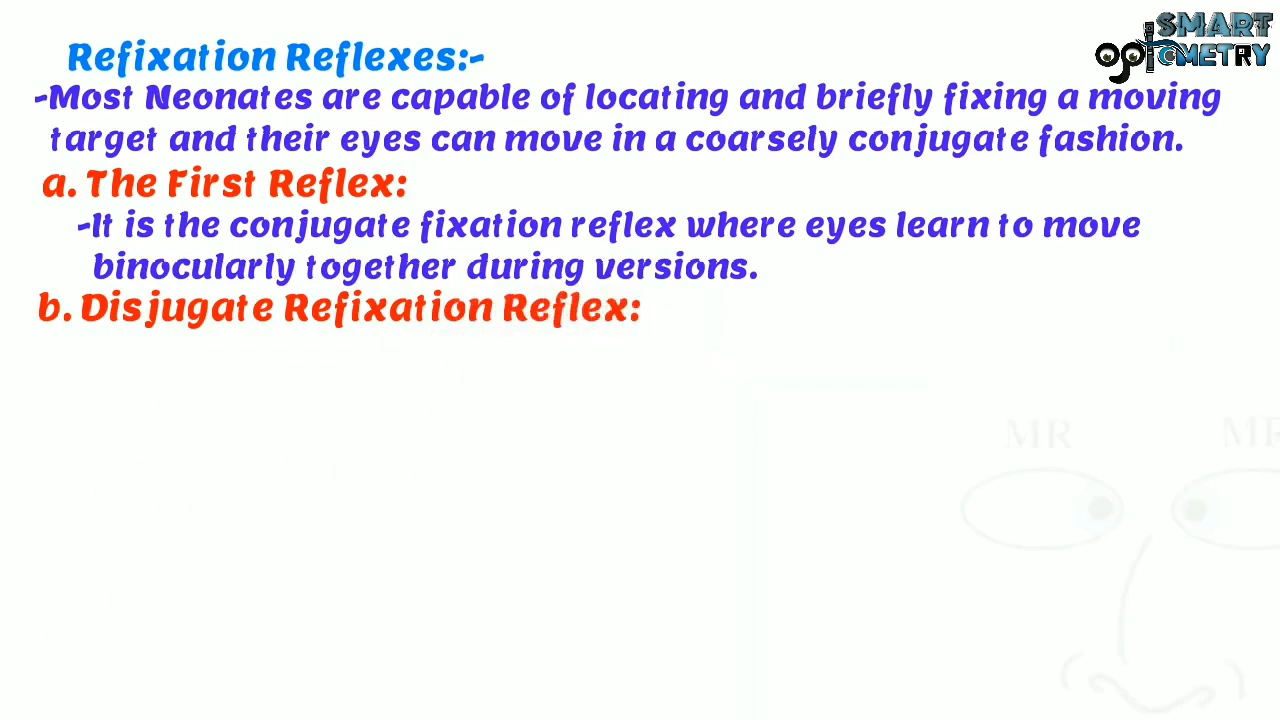 SMART
OPTOMETRY
Refixation Reflexes:-
-Most Neonates are capable of locating and briefly fixing a moving
target and their eyes can move in a coarsely conjugate fashion.
a. The First Reflex:
-It is the conjugate fixation reflex where eyes learn to move
binocularly together during versions.
b. Disjugate Refixation Reflex:
MR MR